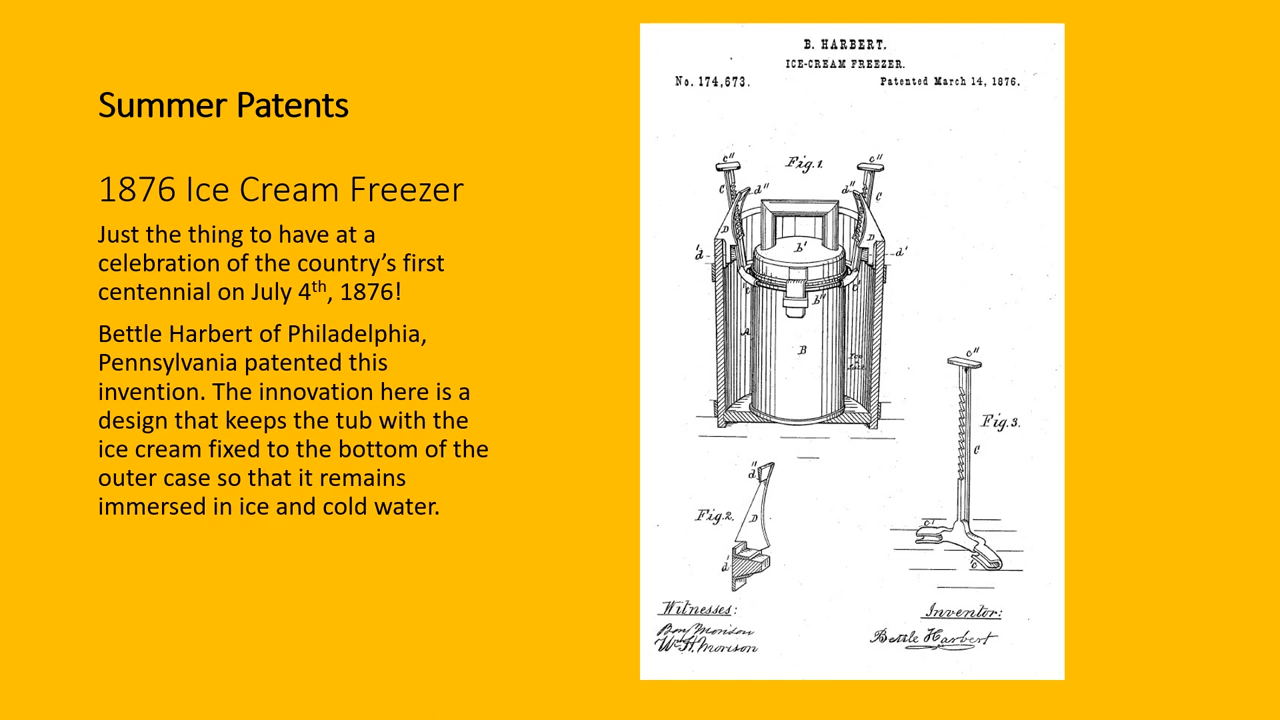 Summer Patents
1876 Ice Cream Freezer
Just the thing to have at a
celebration of the country’s first
centennial on July 4th, 1876!
Bettle Harbert of Philadelphia,
Pennsylvania patented this
invention. The innovation here is a
design that keeps the tub with the
ice cream fixed to the bottom of the
outer case so that it remains
immersed in ice and cold water.
B. HARBERT.
ICE-CREAM FREEZER.
No. 174,673.
Patented March 14, 1876.
Fig. 1.
c"
c"
C
d"
d"
C
D
b'
D
d'
d'
c'
c'
b"
A
B
Fig. 2.
d"
D
d'
Fig. 3.
c"
C
c'
c'
Witnesses:
W. H. Morison
Inventor:
Bettle Harbert